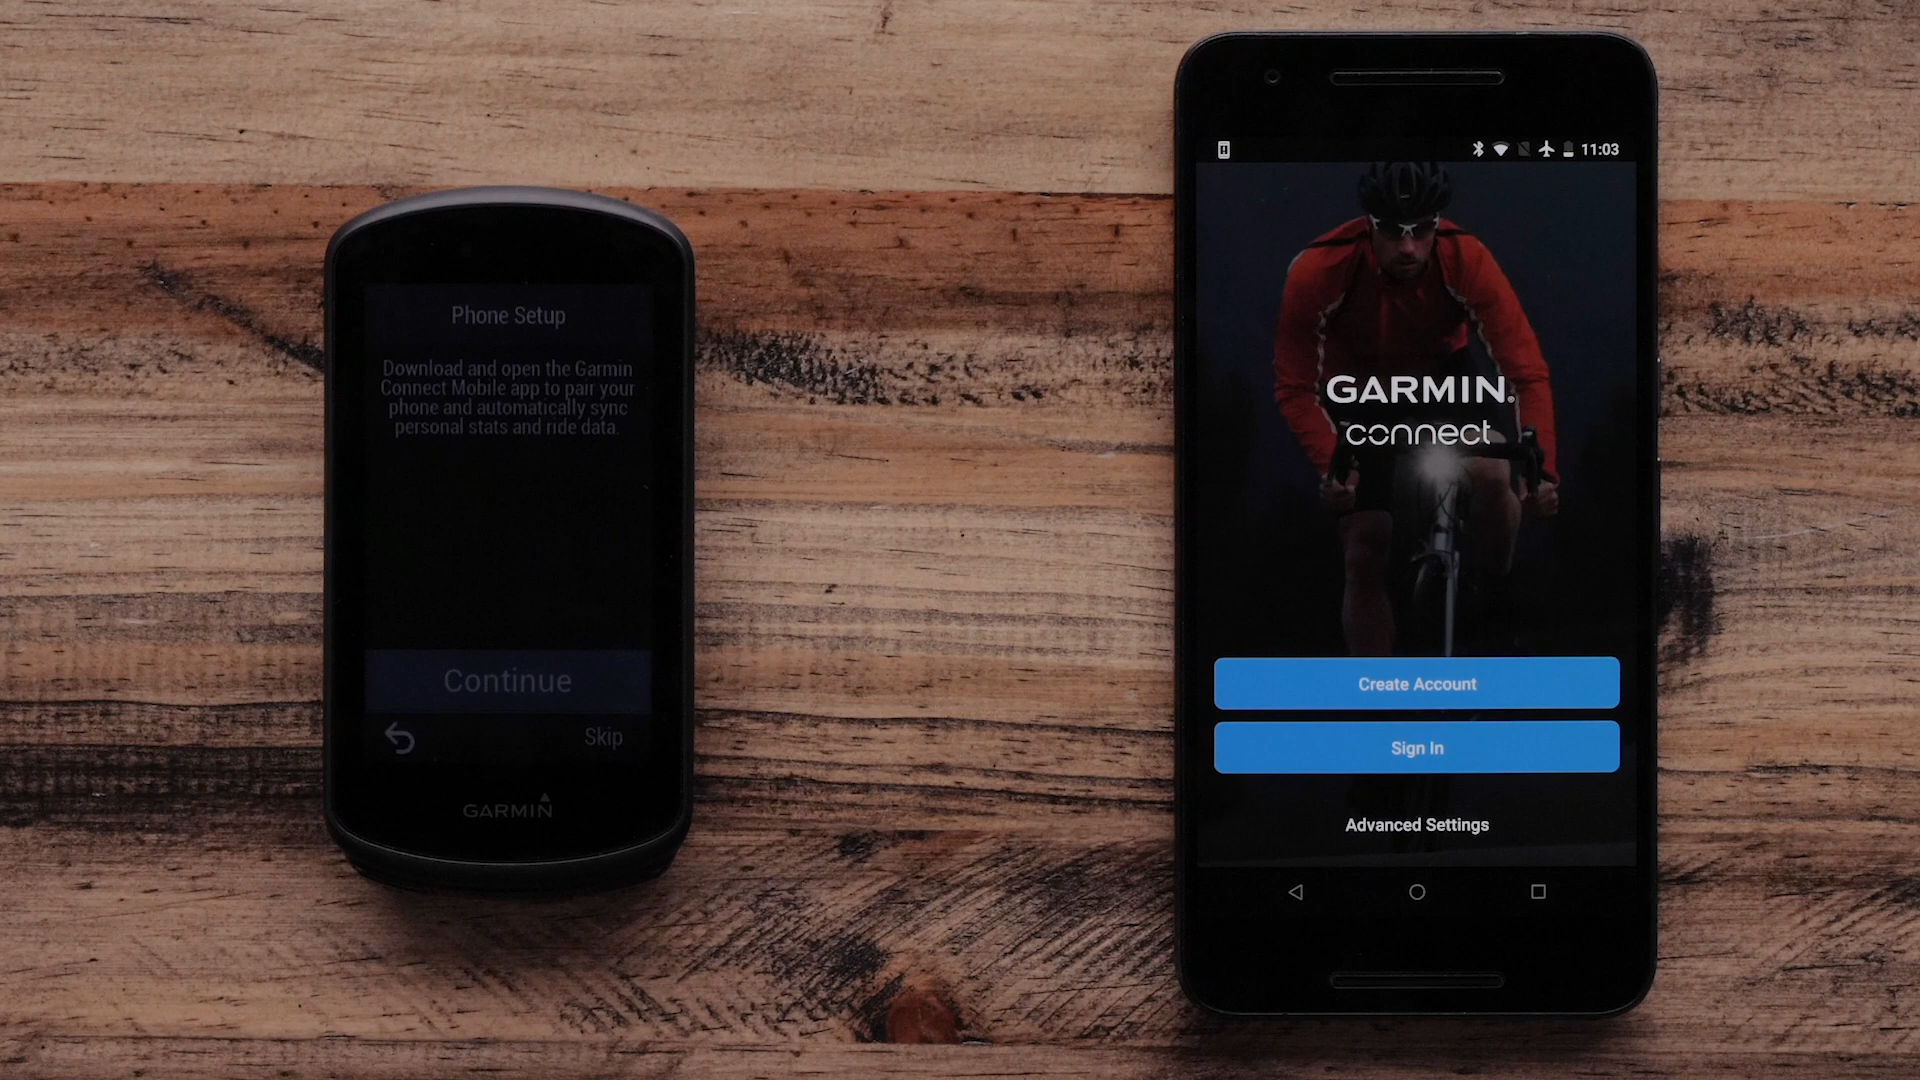 Phone Setup
Download and open the Garmin
Connect Mobile app to pair your
phone and automatically sync
personal stats and ride data.
Continue
Skip
GARMIN
11:03
GARMIN®
connect
Create Account
Sign In
Advanced Settings